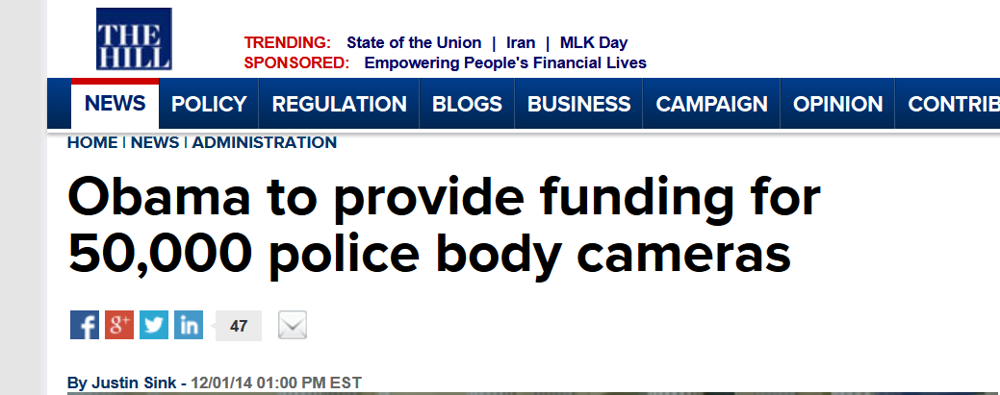 THE
HILL
TRENDING: State of the Union | Iran | MLK Day
SPONSORED: Empowering People's Financial Lives
NEWS POLICY REGULATION BLOGS BUSINESS CAMPAIGN OPINION CONTRIB
HOME | NEWS | ADMINISTRATION
Obama to provide funding for
50,000 police body cameras
f g+ in 47
By Justin Sink - 12/01/14 01:00 PM EST